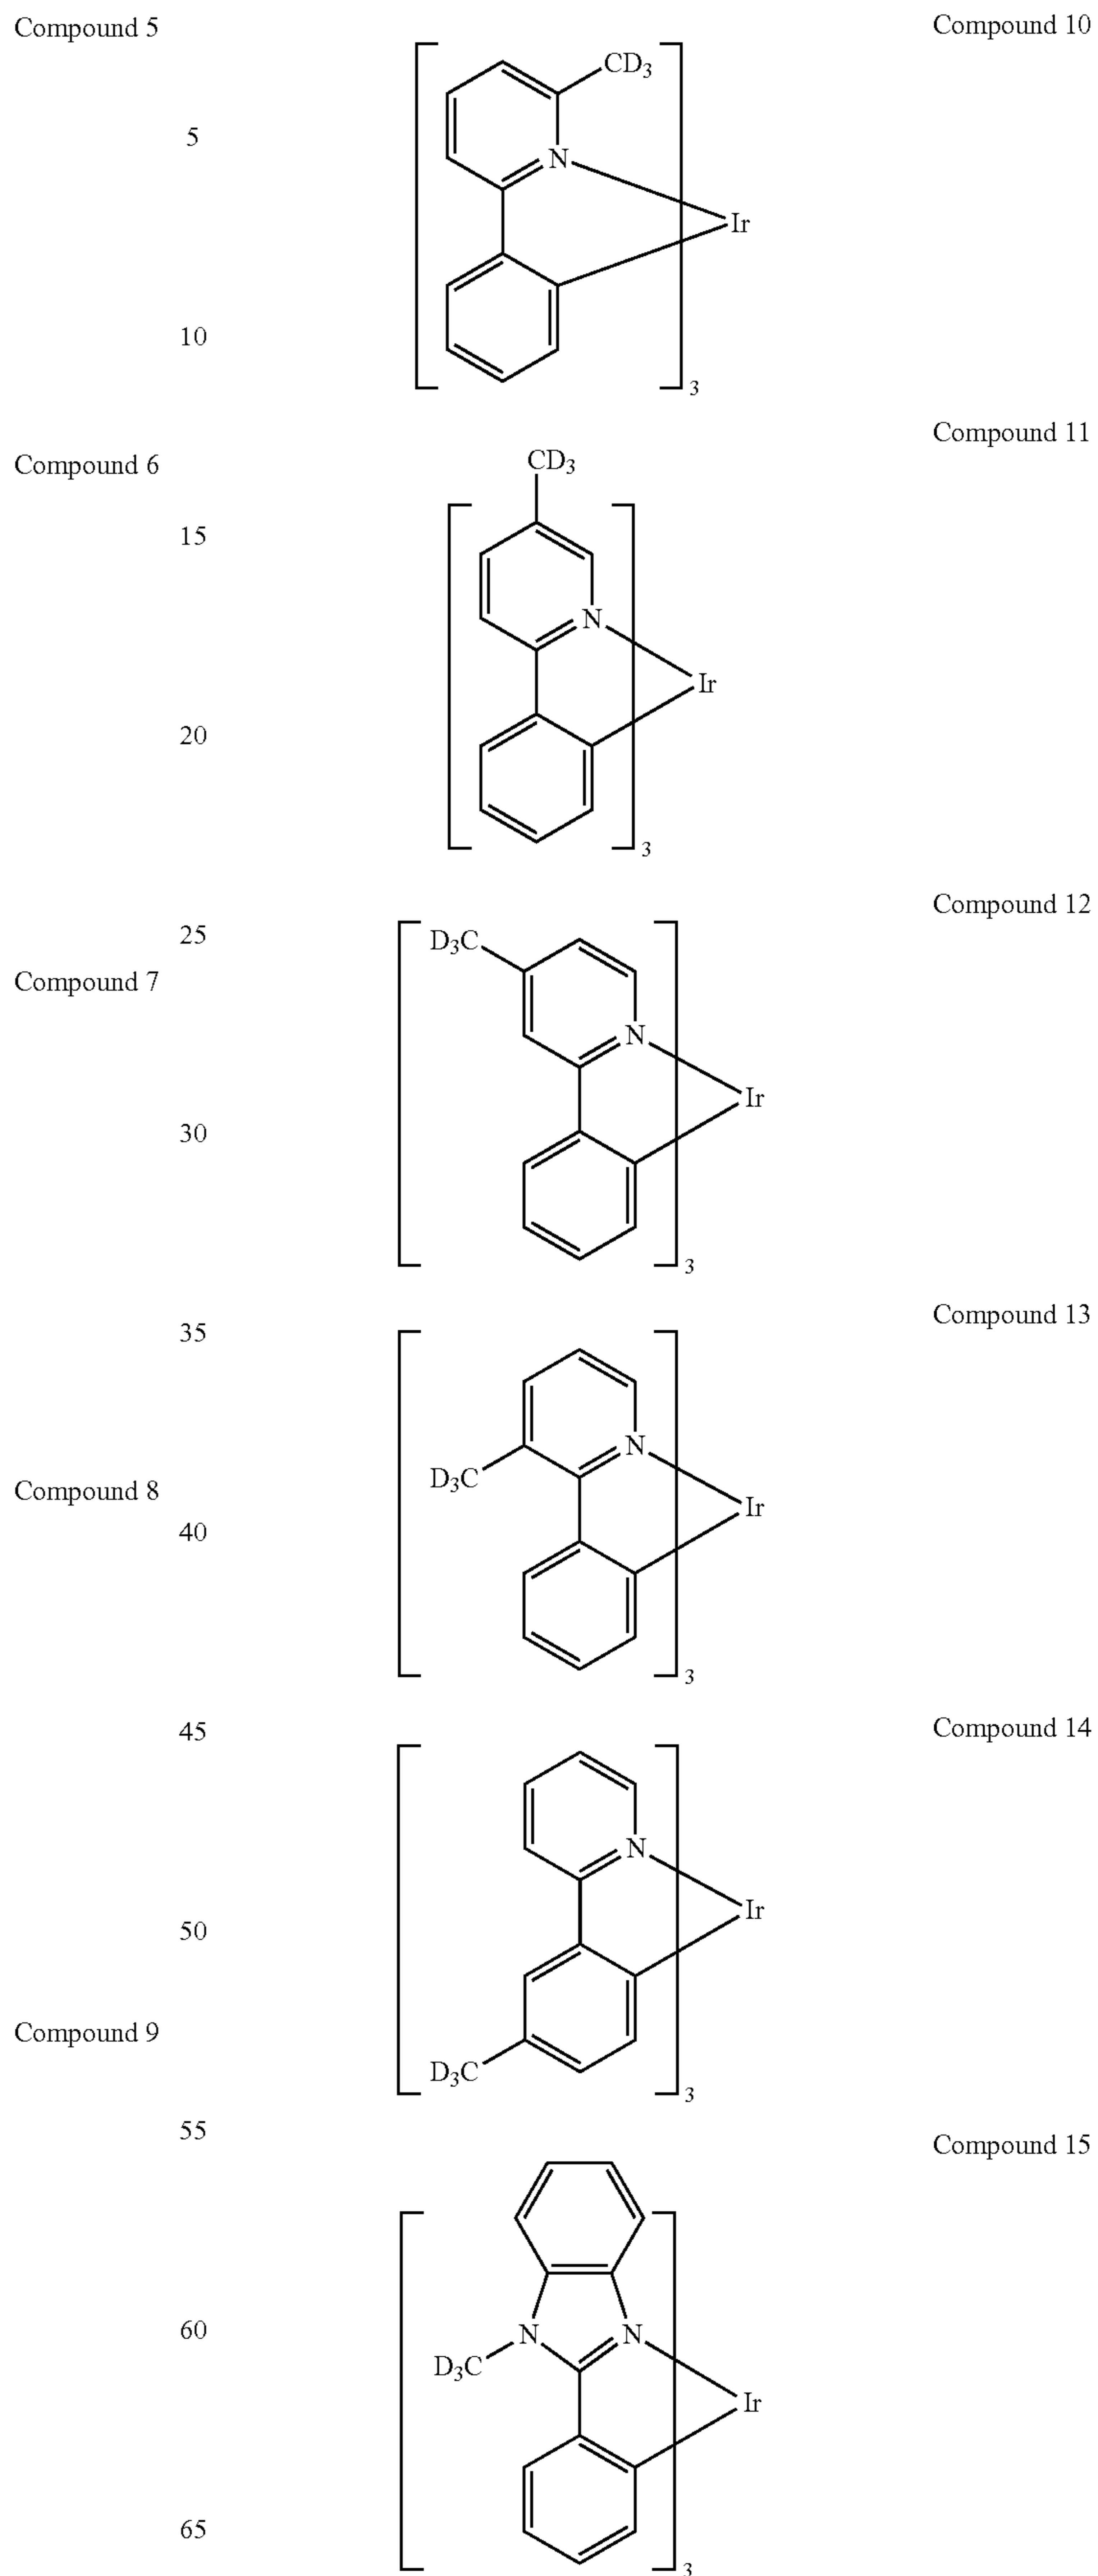 Compound 5
Compound 10
CD3
5
N
Ir
10
3
Compound 11
Compound 6
CD3
15
N
Ir
20
3
Compound 12
25
D3C
Compound 7
N
Ir
30
3
Compound 13
35
N
D3C
Compound 8
Ir
40
3
45
Compound 14
N
Ir
50
Compound 9
D3C
3
55
Compound 15
60
N
N
D3C
Ir
65
3